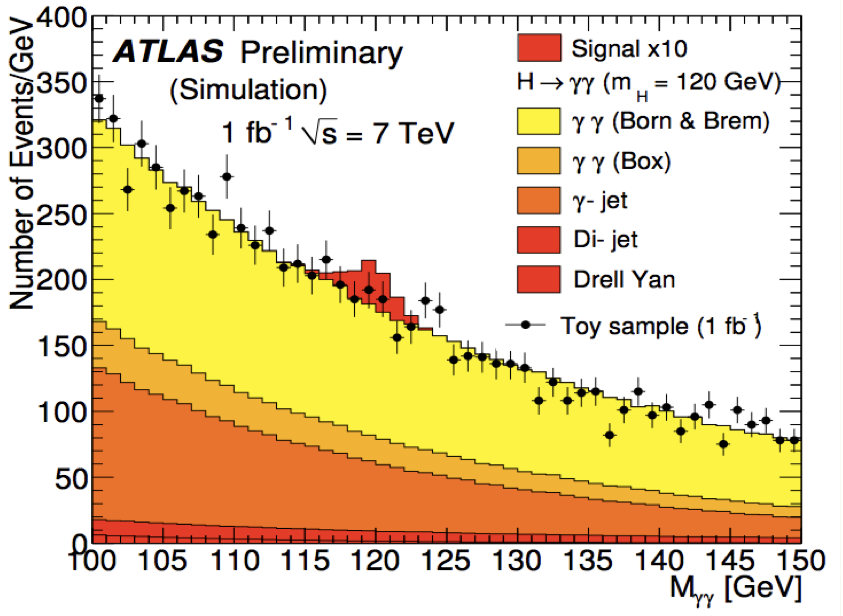 400
350
300
250
200
150
100
50
0
Number of Events/GeV
ATLAS Preliminary
(Simulation)
1 fb-1 √s = 7 TeV
Signal x10
H → γγ (mH = 120 GeV)
γ γ (Born & Brem)
γ γ (Box)
γ- jet
Di- jet
Drell Yan
Toy sample (1 fb-1)
100 105 110 115 120 125 130 135 140 145 150
Mγγ [GeV]